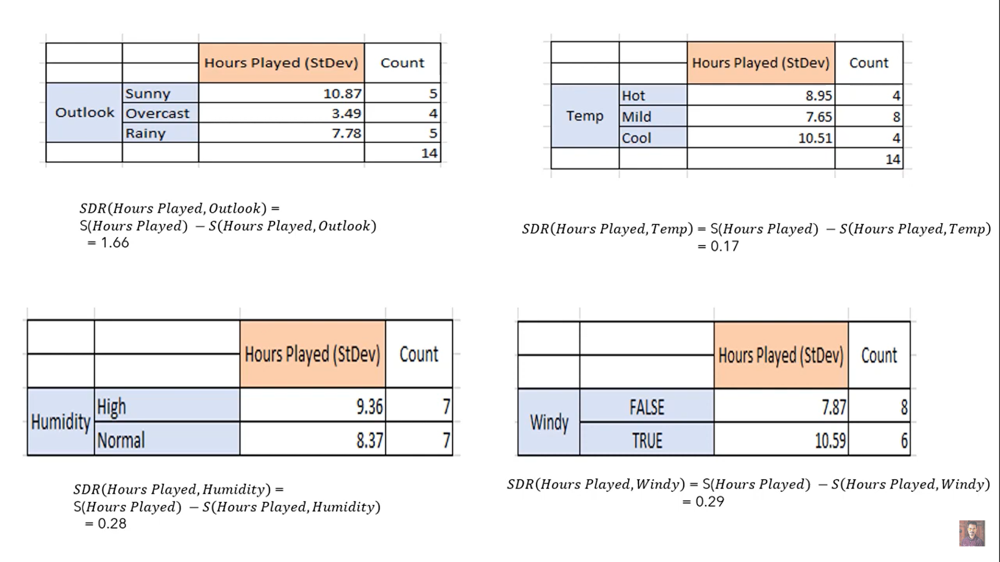 Hours Played (StDev) Count
Sunny 10.87 5
Outlook Overcast 3.49 4
Rainy 7.78 5
14
SDR(Hours Played, Outlook) =
S(Hours Played) − S(Hours Played, Outlook)
= 1.66
Hours Played (StDev) Count
Hot 8.95 4
Temp Mild 7.65 8
Cool 10.51 4
14
SDR(Hours Played, Temp) = S(Hours Played) − S(Hours Played, Temp)
= 0.17
Hours Played (StDev) Count
High 9.36 7
Humidity
Normal 8.37 7
SDR(Hours Played, Humidity) =
S(Hours Played) − S(Hours Played, Humidity)
= 0.28
Hours Played (StDev) Count
FALSE 7.87 8
Windy
TRUE 10.59 6
SDR(Hours Played, Windy) = S(Hours Played) − S(Hours Played, Windy)
= 0.29